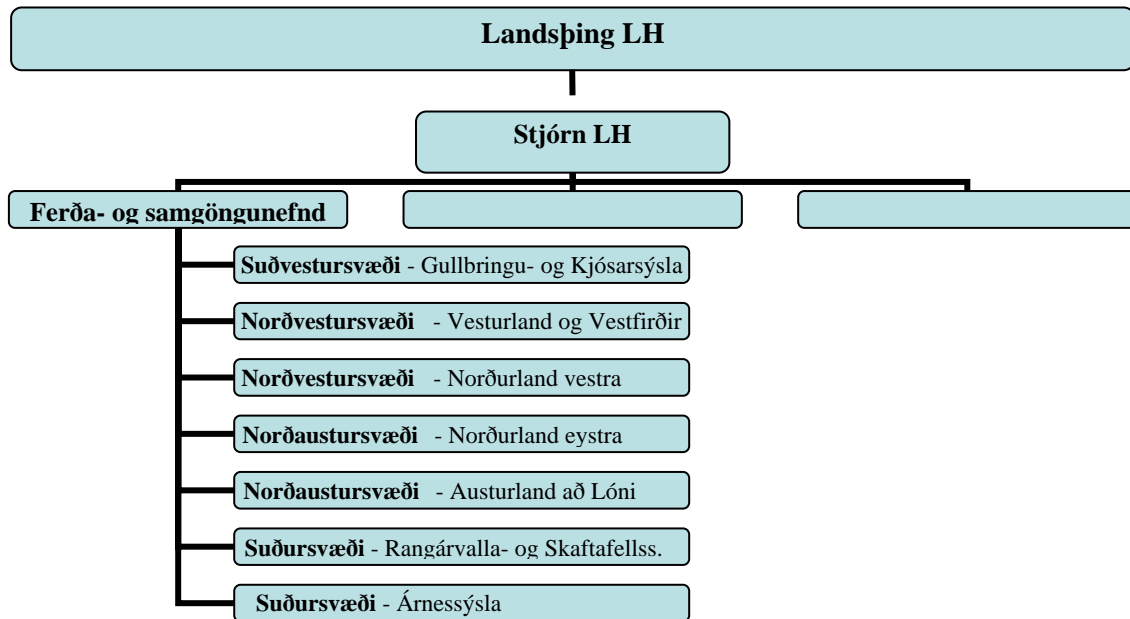 Landsþing LH
Stjórn LH
Ferða- og samgöngunefnd
Suðvestursvæði - Gullbringu- og Kjósarsýsla
Norðvestursvæði - Vesturland og Vestfirðir
Norðvestursvæði - Norðurland vestra
Norðaustursvæði - Norðurland eystra
Norðaustursvæði - Austurland að Lóni
Suðursvæði - Rangárvalla- og Skaftafellss.
Suðursvæði - Árnessýsla